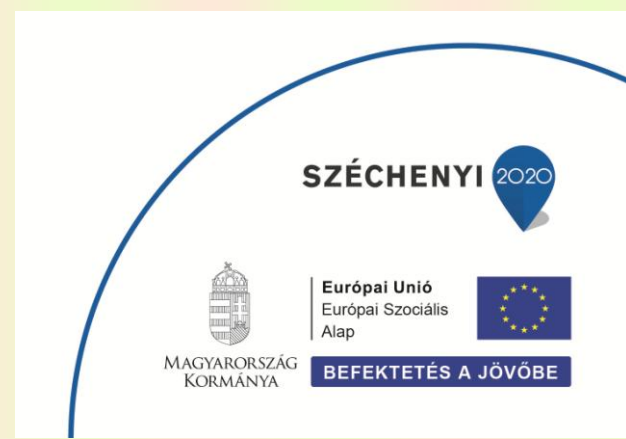 SZÉCHENYI 2020
Európai Unió
Európai Szociális
Alap
MAGYARORSZÁG
KORMÁNYA
BEFEKTETÉS A JÖVŐBE